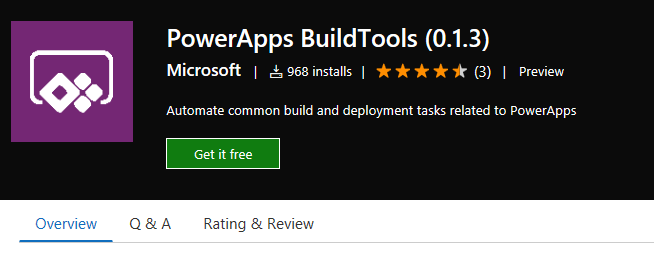 PowerApps BuildTools (0.1.3)
Microsoft | 968 installs | (3) | Preview
Automate common build and deployment tasks related to PowerApps
Get it free
Overview Q & A Rating & Review